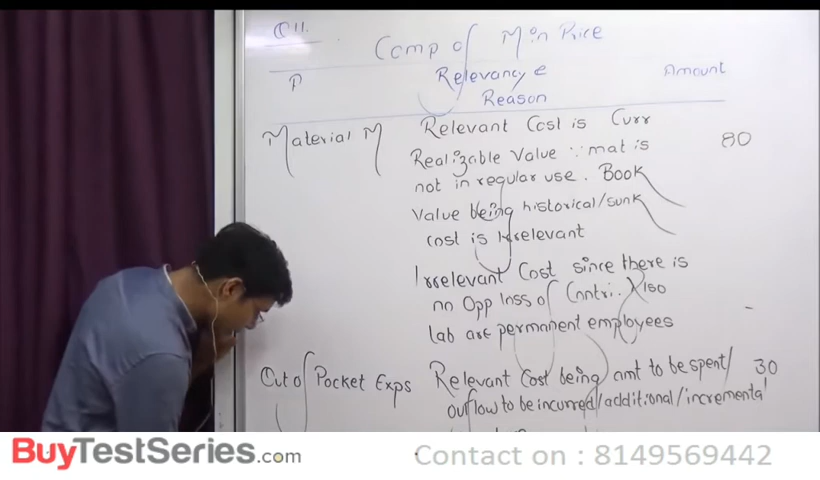 Q 11.
Comp of Min Price
P Relevancy & Amount
Reason
Material M Relevant Cost is Curr 80
Realizable Value ∵ mat is
not in regular use. Book
Value being historical/sunk
cost is Irrelevant
Irrelevant Cost since there is
no Opp loss of Contri.
lab are permanent employees -
Out of Pocket Exps Relevant Cost being amt to be spent/ 30
outflow to be incurred/additional/incremental
BuyTestSeries.com Contact on : 8149569442